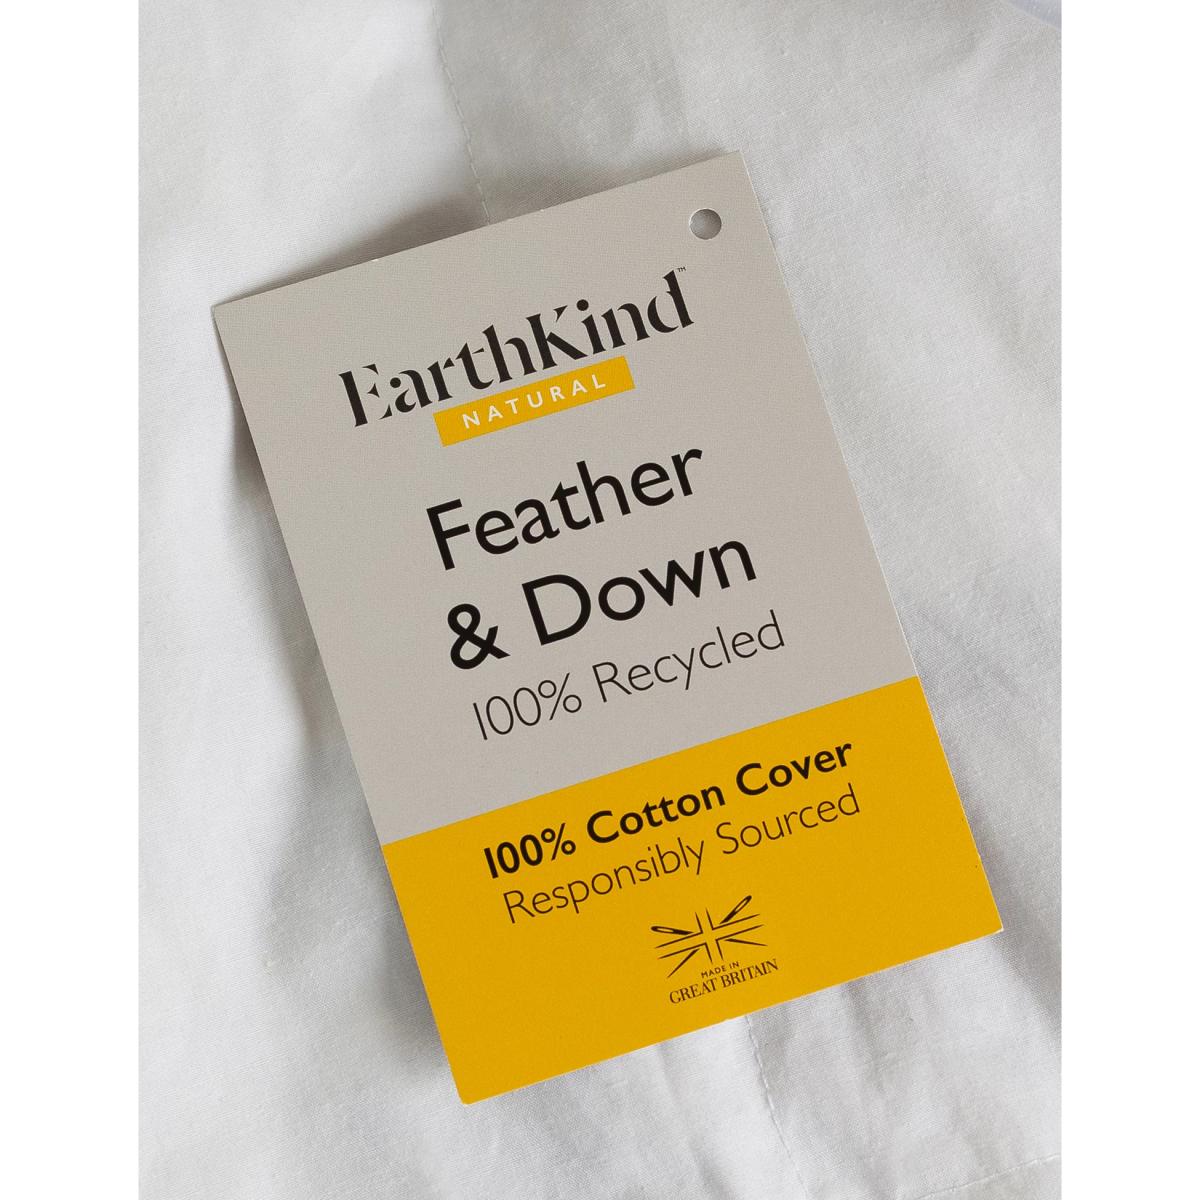 EarthKind™
NATURAL
Feather
& Down
100% Recycled
100% Cotton Cover
Responsibly Sourced
MADE IN
GREAT BRITAIN